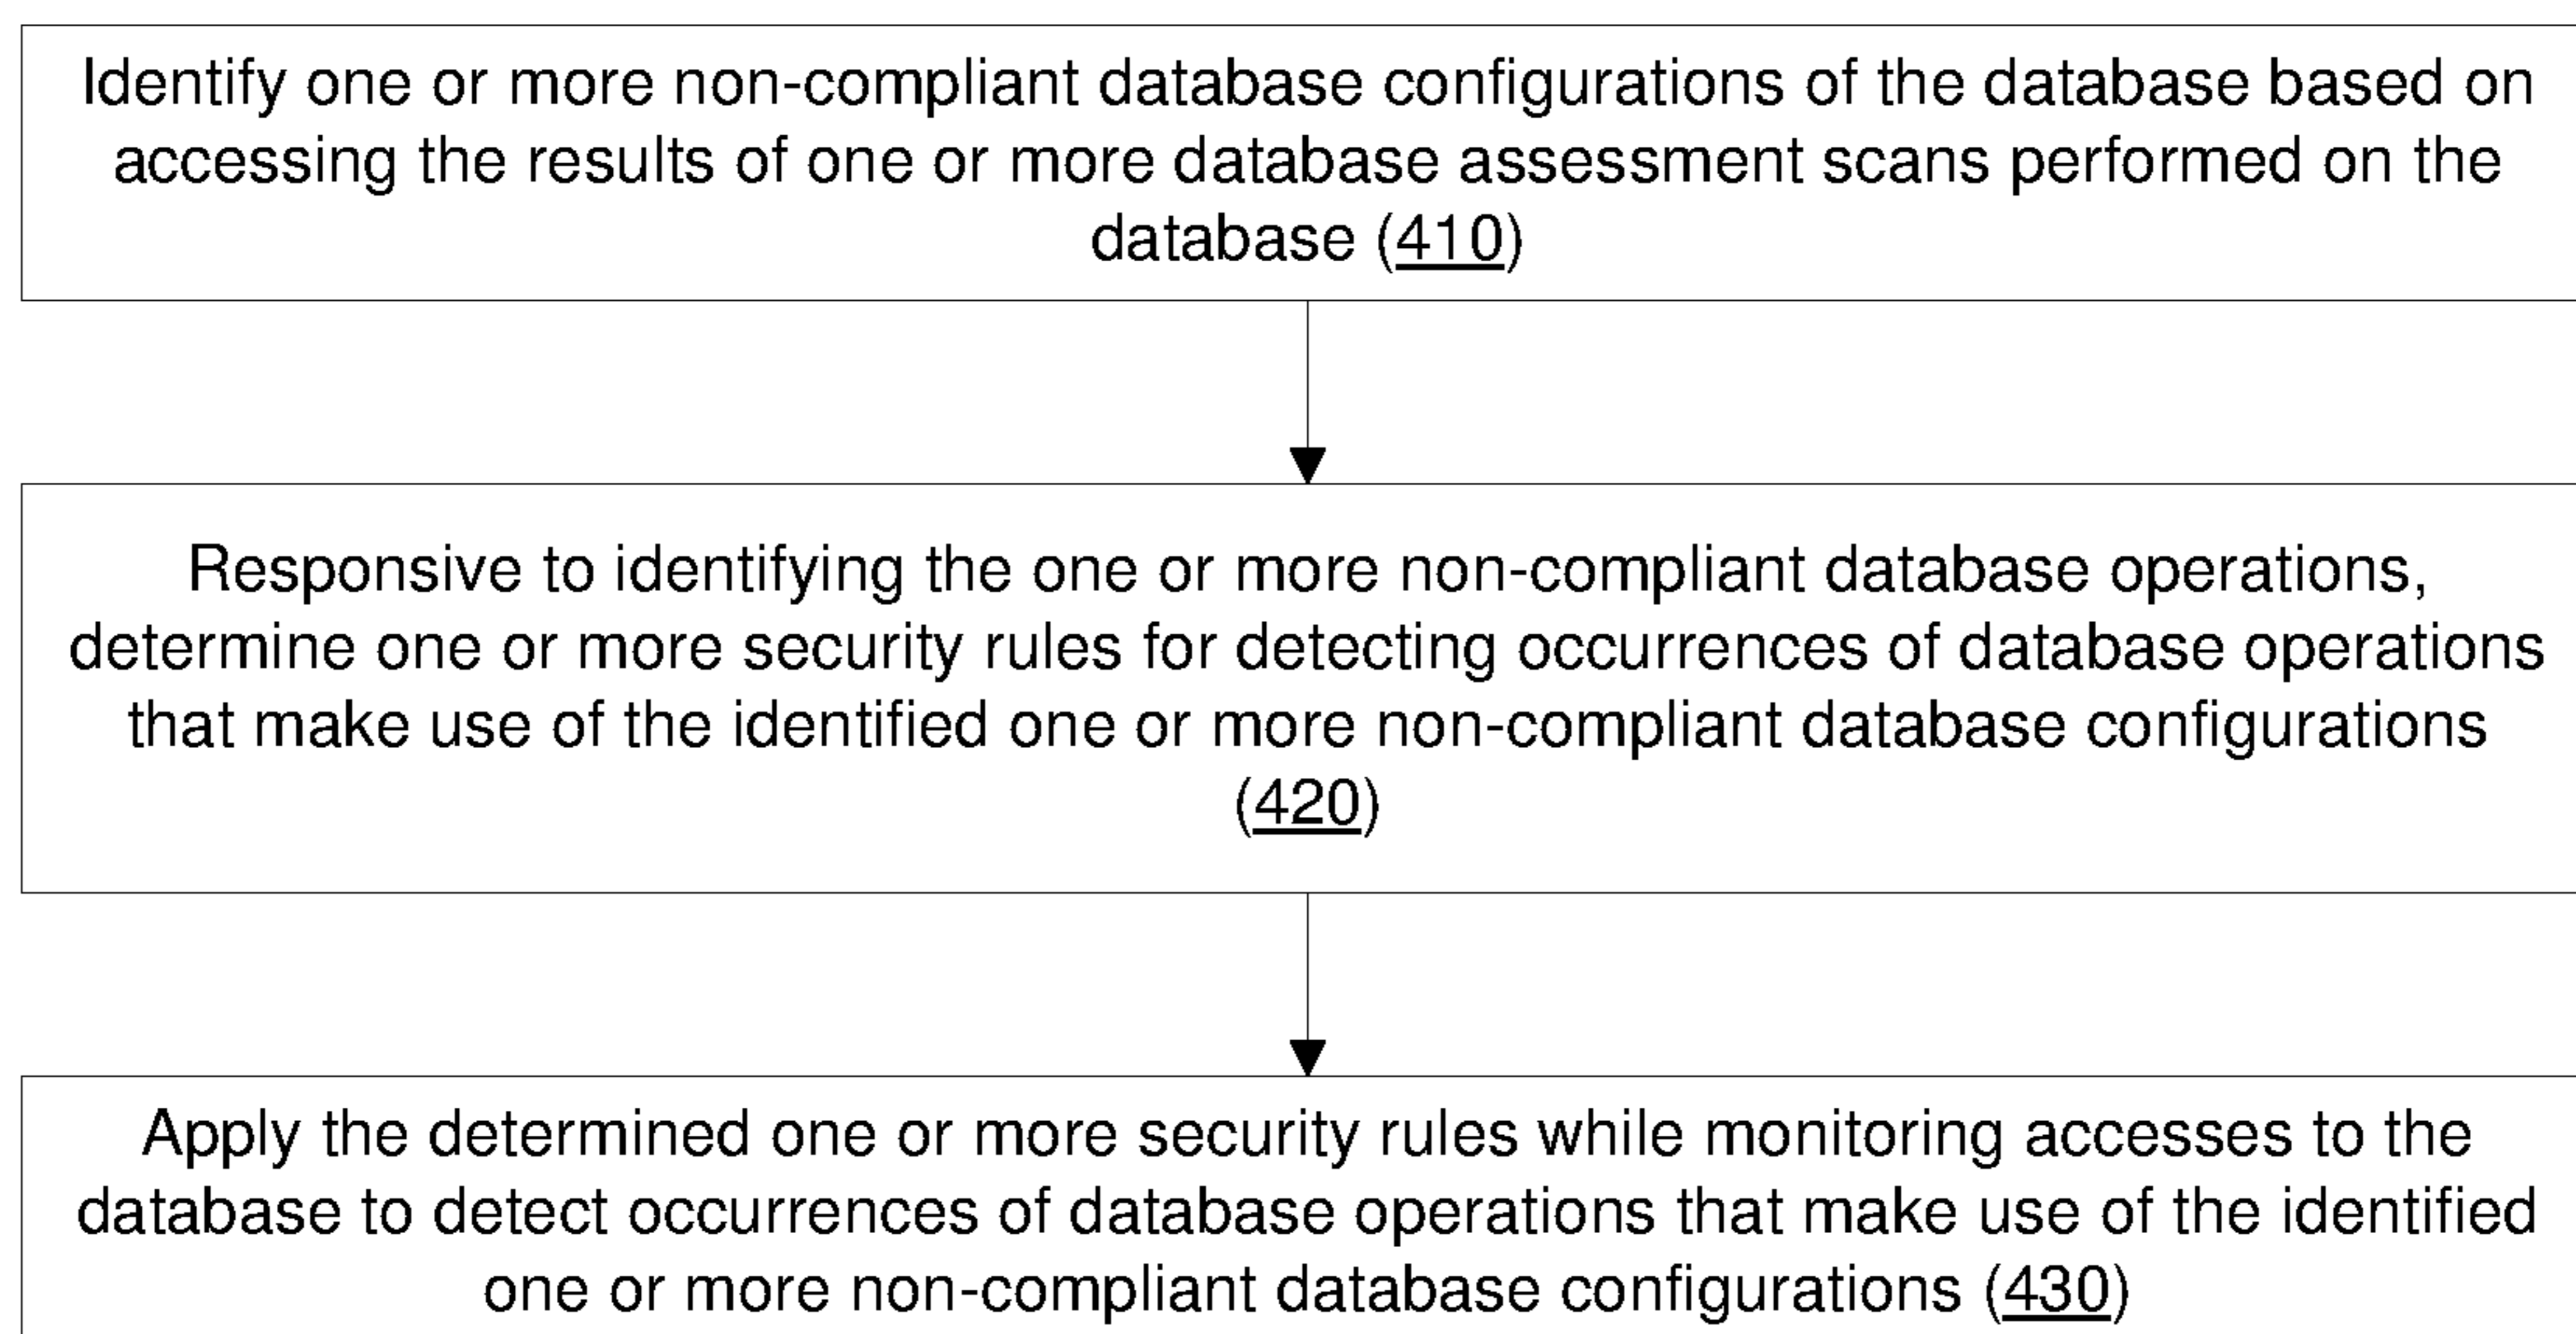 Identify one or more non-compliant database configurations of the database based on
accessing the results of one or more database assessment scans performed on the
database (410)
Responsive to identifying the one or more non-compliant database operations,
determine one or more security rules for detecting occurrences of database operations
that make use of the identified one or more non-compliant database configurations
(420)
Apply the determined one or more security rules while monitoring accesses to the
database to detect occurrences of database operations that make use of the identified
one or more non-compliant database configurations (430)